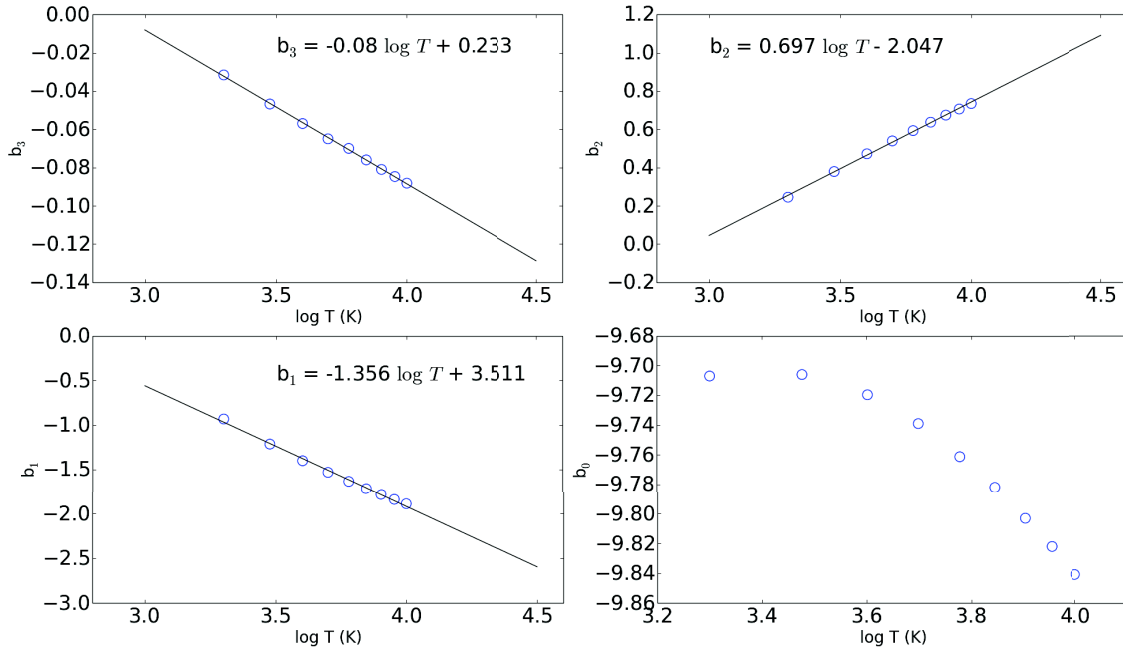 0.00
−0.02
−0.04
−0.06
−0.08
−0.10
−0.12
−0.14
b₃
b₃ = -0.08 log T + 0.233
3.0 3.5 4.0 4.5
log T (K)
1.2
1.0
0.8
0.6
0.4
0.2
0.0
−0.2
b₂
b₂ = 0.697 log T - 2.047
3.0 3.5 4.0 4.5
log T (K)
0.0
−0.5
−1.0
−1.5
−2.0
−2.5
−3.0
b₁
b₁ = -1.356 log T + 3.511
3.0 3.5 4.0 4.5
log T (K)
−9.68
−9.70
−9.72
−9.74
−9.76
−9.78
−9.80
−9.82
−9.84
−9.86
b₀
3.2 3.4 3.6 3.8 4.0
log T (K)